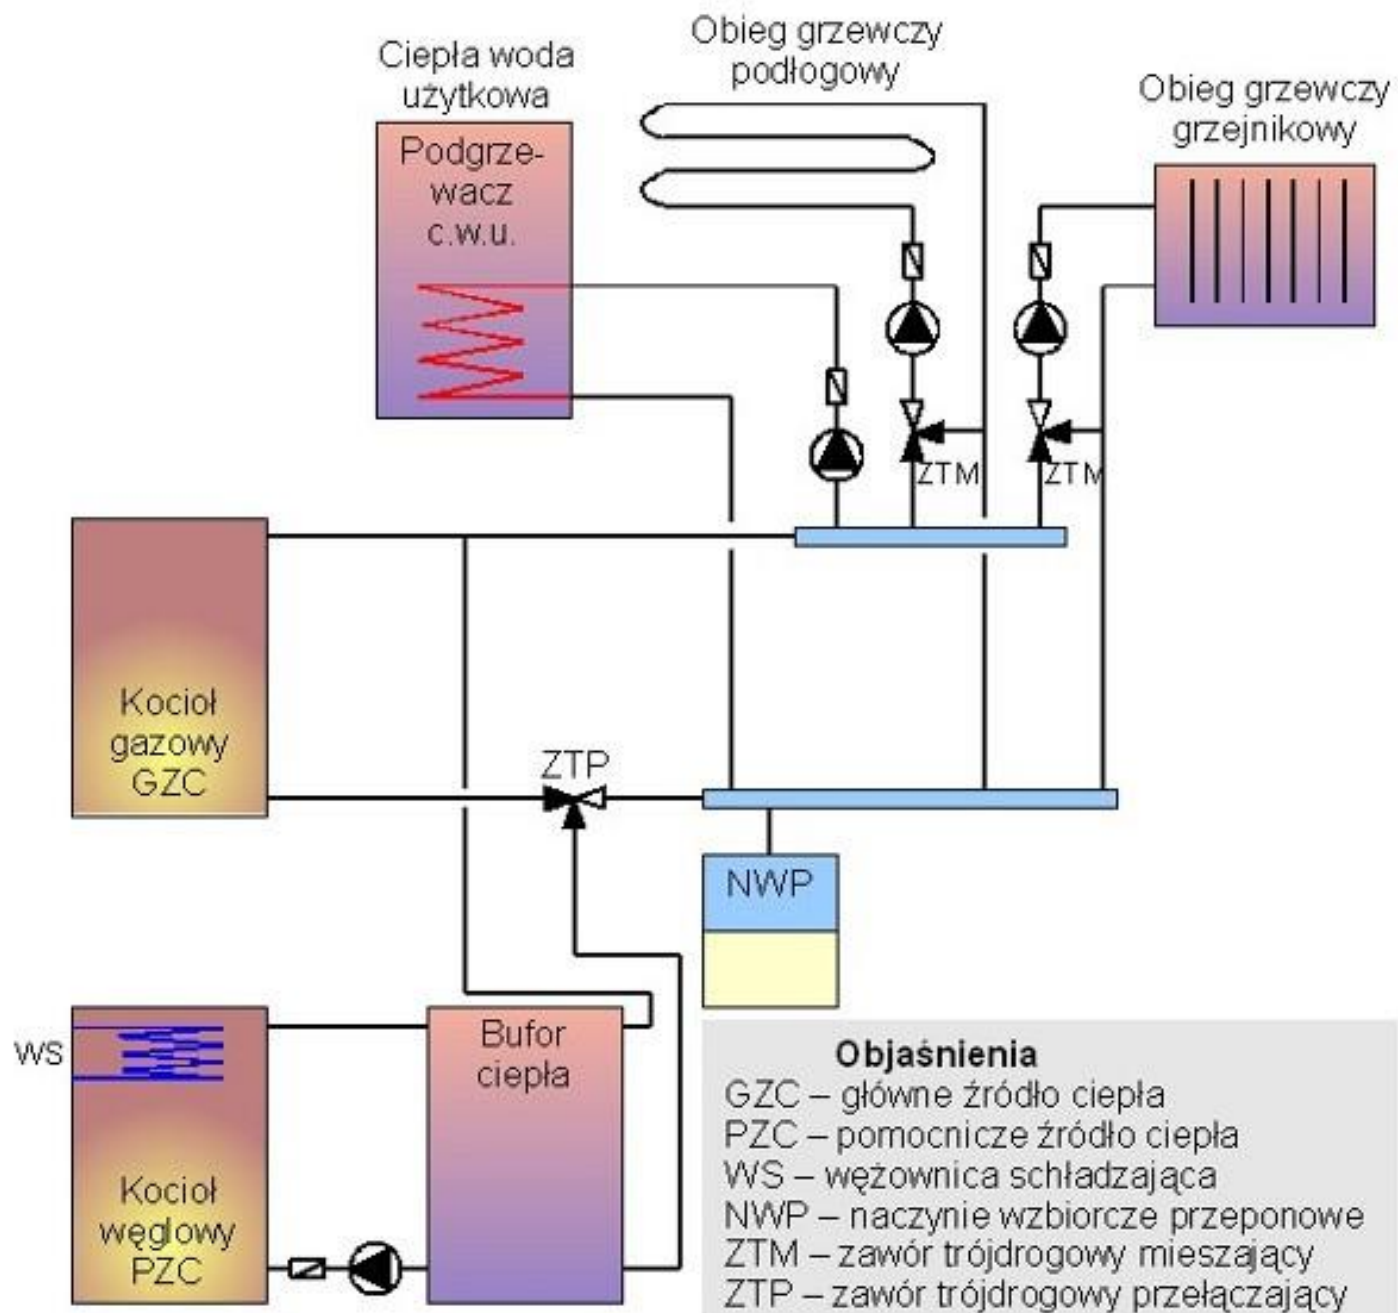 Ciepła woda
użytkowa
Obieg grzewczy
podłogowy
Obieg grzewczy
grzejnikowy
Podgrze-
wacz
c.w.u.
ZTM
ZTM
Kocioł
gazowy
GZC
ZTP
NWP
WS
Bufor
ciepła
Kocioł
węglowy
PZC
Objaśnienia
GZC – główne źródło ciepła
PZC – pomocnicze źródło ciepła
WS – wężownica schładzająca
NWP – naczynie wzbiorcze przeponowe
ZTM – zawór trójdrogowy mieszający
ZTP – zawór trójdrogowy przełączający